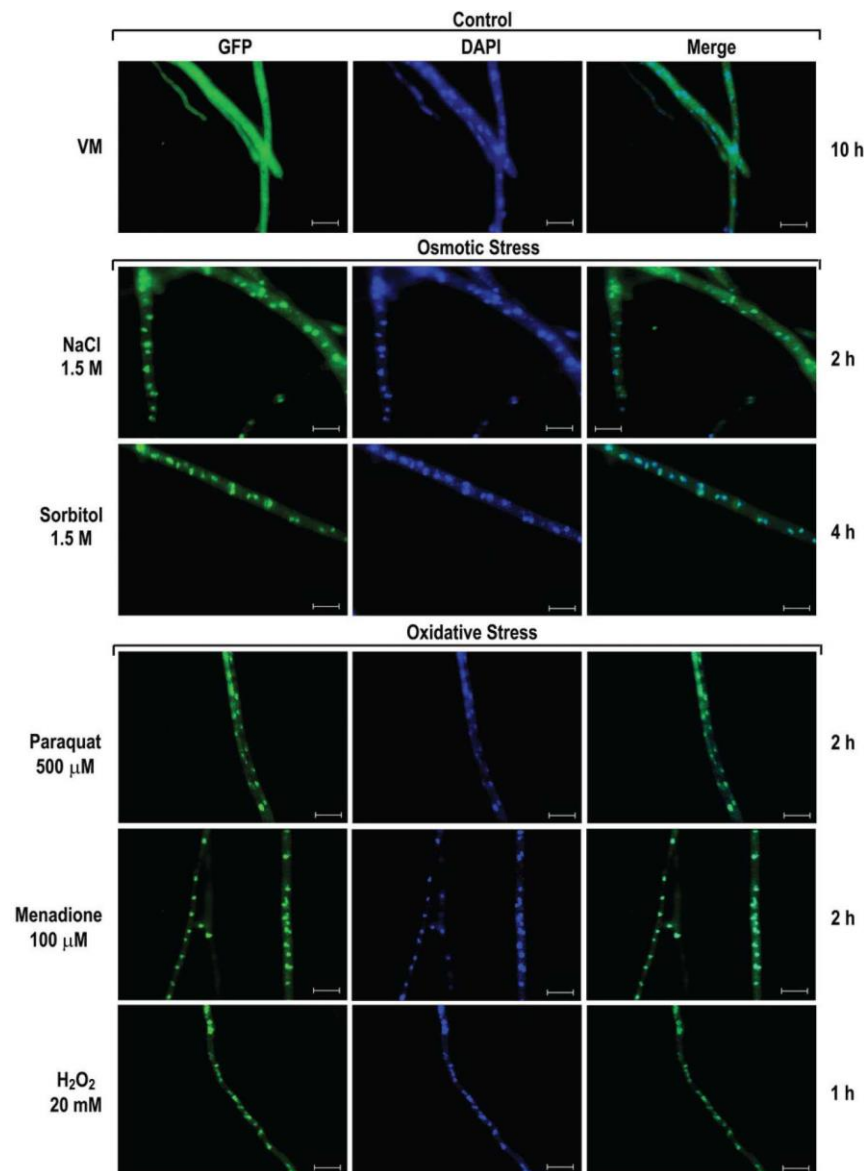 Control
GFP DAPI Merge
VM 10 h
Osmotic Stress
NaCl
1.5 M
2 h
Sorbitol
1.5 M
4 h
Oxidative Stress
Paraquat
500 μM
2 h
Menadione
100 μM
2 h
H₂O₂
20 mM
1 h